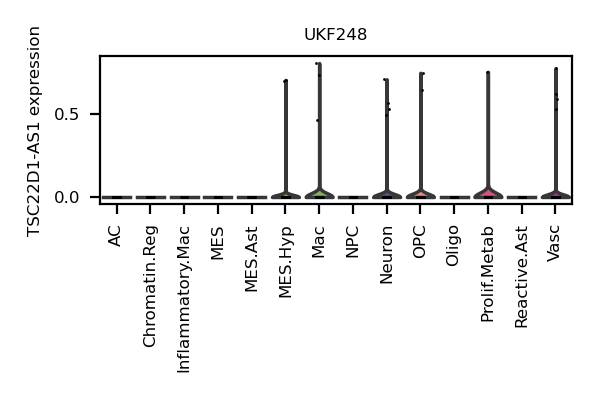 UKF248
TSC22D1-AS1 expression
0.5
0.0
AC
Chromatin.Reg
Inflammatory.Mac
MES
MES.Ast
MES.Hyp
Mac
NPC
Neuron
OPC
Oligo
Prolif.Metab
Reactive.Ast
Vasc